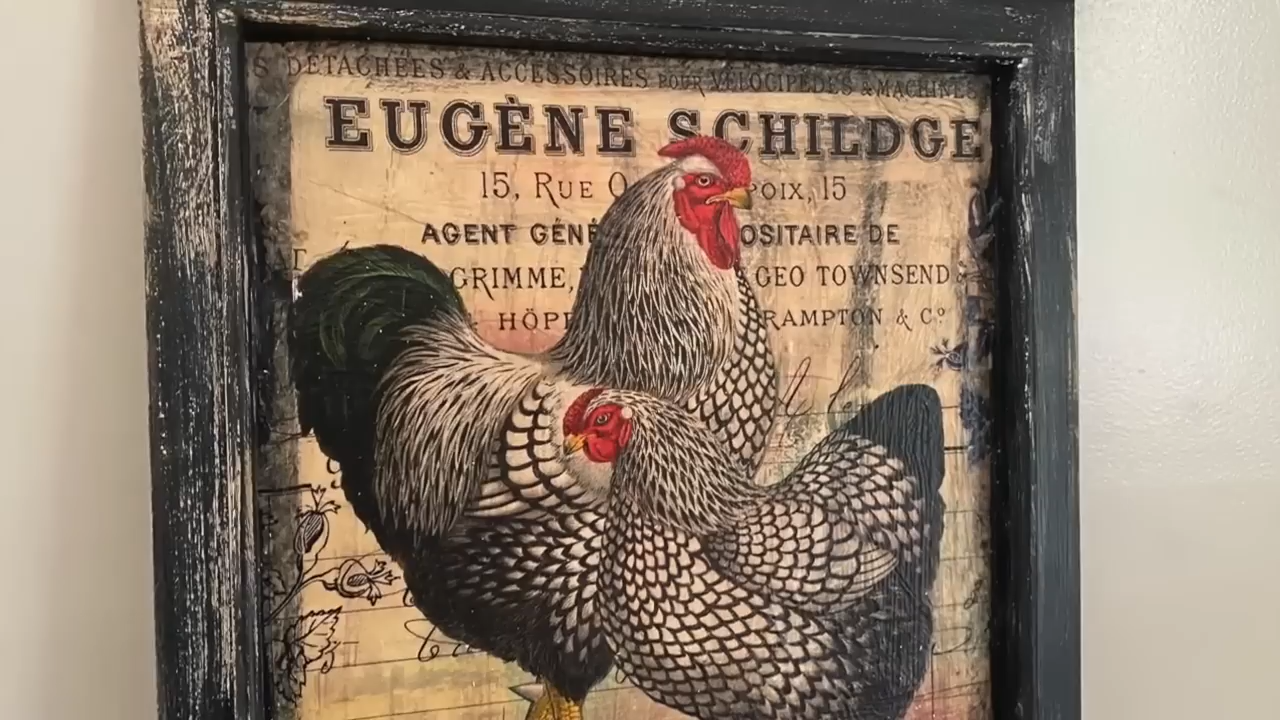 S DÉTACHÉES & ACCESSOIRES POUR VÉLOCIPÈDES & MACHINES
EUGÈNE SCHILDGE
15, RUE O POIX, 15
AGENT GÉNÉ OSITAIRE DE
GRIMME, GEO TOWNSEND &
HÖPF RAMPTON & Cº